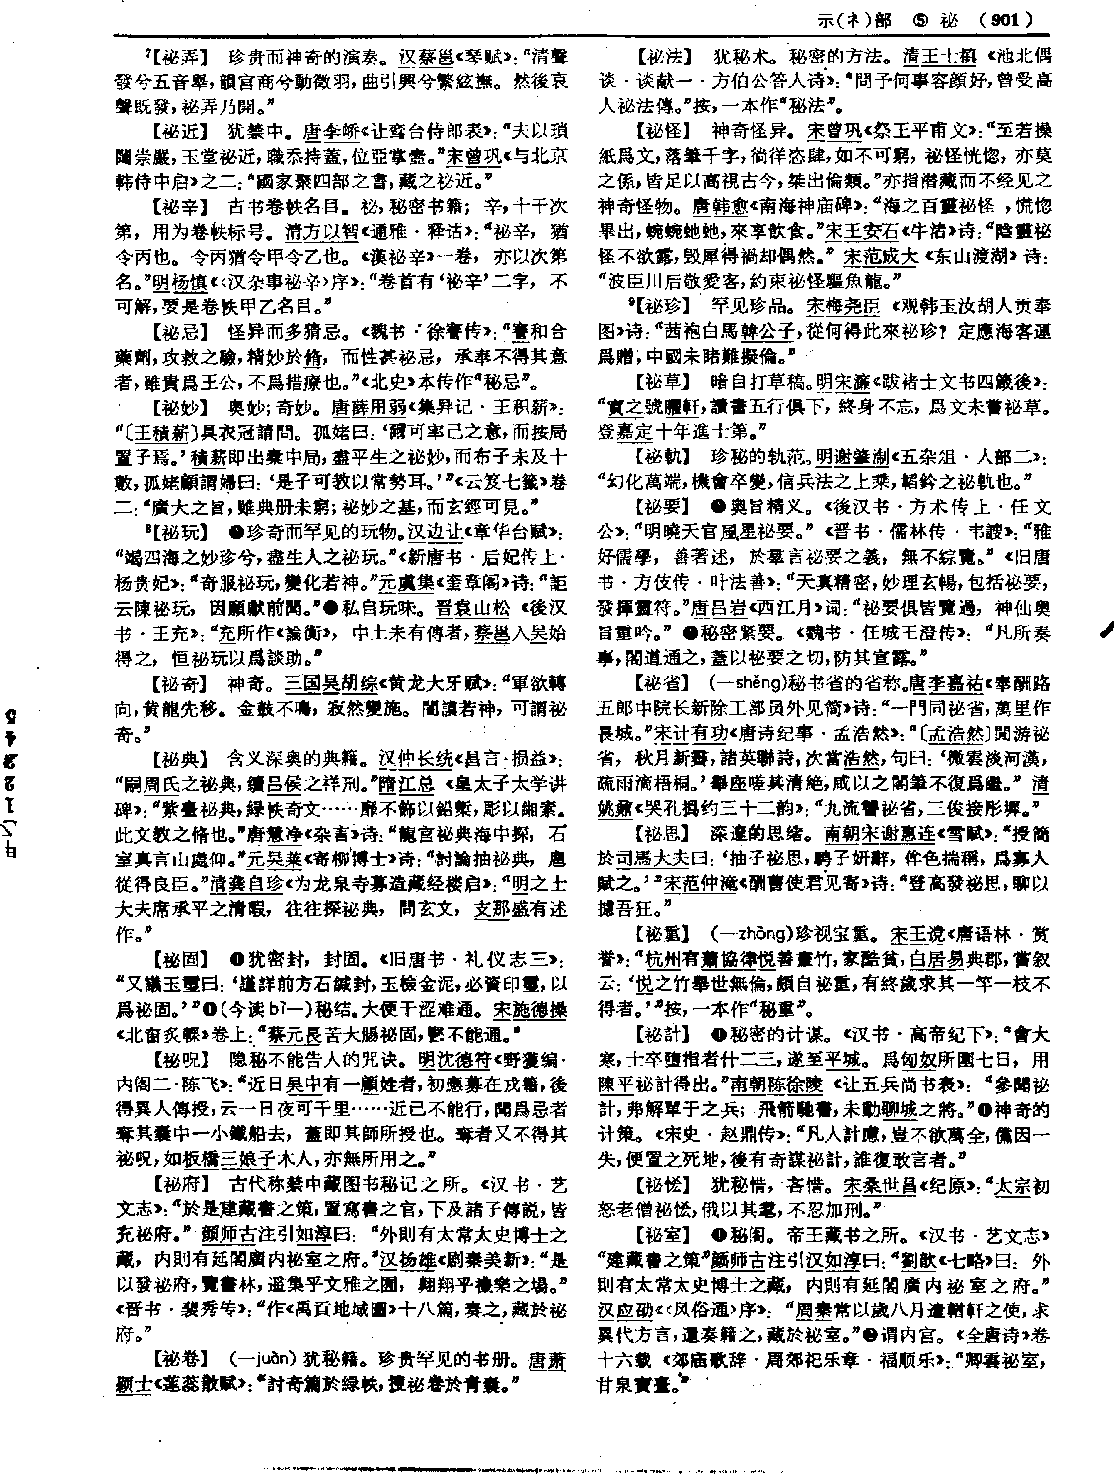 示(礻)部 ⑤ 祕 (901)
⁷【祕弄】 珍贵而神奇的演奏。汉蔡邕《琴赋》：“清聲
發兮五音舉，韻宫商兮動徵羽，曲引興兮繁絃撫。然後哀
聲既發，祕弄乃開。”
【祕近】 犹禁中。唐李峤《让鸾台侍郎表》：“夫以瑣
闥崇嚴，玉堂祕近，職忝持蓋，位亞掌壺。”宋曾巩《与北京
韩侍中启》之二：“國家聚四部之書，藏之祕近。”
【祕辛】 古书卷帙名目。祕，秘密书籍；辛，十干次
第，用为卷帙标号。清方以智《通雅·释诂》：“祕辛，猶
令丙也。令丙猶令甲令乙也。《漢祕辛》一卷，亦以次第
名。”明杨慎《〈汉杂事祕辛〉序》：“卷首有‘祕辛’二字，不
可解，要是卷帙甲乙名目。”
【祕忌】 怪异而多猜忌。《魏书·徐謇传》：“謇和合
藥劑，攻救之驗，精妙於脩，而性甚祕忌，承奉不得其意
者，雖貴爲王公，不爲措療也。”《北史》本传作“秘忌”。
【祕妙】 奥妙；奇妙。唐薛用弱《集异记·王积薪》：
“〔王積薪〕具衣冠請問。孤姥曰：‘爾可率己之意，而按局
置子焉。’積薪即出橐中局，盡平生之祕妙，而布子未及十
數，孤姥顧謂婦曰：‘是子可教以常勢耳。’”《云笈七籤》卷
二：“廣大之旨，雖典册未窮；祕妙之基，而玄經可見。”
⁸【祕玩】 ❶珍奇而罕见的玩物。汉边让《章华台赋》：
“竭四海之妙珍兮，盡生人之祕玩。”《新唐书·后妃传上·
杨贵妃》：“奇服祕玩，變化若神。”元虞集《奎章阁》诗：“詎
云陳祕玩，因願獻前聞。”❷私自玩味。晋袁山松《後汉
书·王充》：“充所作《論衡》，中土未有傳者，蔡邕入吴始
得之，恒祕玩以爲談助。”
【祕奇】 神奇。三国吴胡综《黄龙大牙赋》：“軍欲轉
向，黄龍先移。金鼓不鳴，寂然變施。闇謨若神，可謂祕
奇。”
【祕典】 含义深奥的典籍。汉仲长统《昌言·损益》：
“嗣周氏之祕典，續吕侯之祥刑。”隋江总《皇太子太学讲
碑》：“紫臺祕典，緑帙奇文……靡不飾以鉛槧，彫以緗素。
此文教之脩也。”唐慧净《杂言》诗：“龍宫祕典海中探，石
室真言山處仰。”元吴莱《寄柳博士》诗：“討論抽祕典，扈
從得良臣。”清龚自珍《为龙泉寺募造藏经楼启》：“明之士
大夫席承平之清暇，往往探祕典，問玄文，支那盛有述
作。”
【祕固】 ❶犹密封，封固。《旧唐书·礼仪志三》：
“又議玉璽曰：‘謹詳前方石緘封，玉檢金泥，必資印璽，以
爲祕固。’”❷(今读bì一)秘结。大便干涩难通。宋施德操
《北窗炙輠》卷上：“蔡元長苦大腸祕固，醫不能通。”
【祕呪】 隐秘不能告人的咒诀。明沈德符《野獲编·
内阁二·陈飞》：“近日吴中有一顧姓者，初應募在戎籍，後
得異人傳授，云一日夜可千里……近已不能行，聞爲忌者
奪其囊中一小鐵船去，蓋即其師所授也。奪者又不得其
祕呪，如板橋三娘子木人，亦無所用之。”
【祕府】 古代称禁中藏图书秘记之所。《汉书·艺
文志》：“於是建藏書之策，置寫書之官，下及諸子傳説，皆
充祕府。”颜师古注引如淳曰：“外則有太常太史博士之
藏，内則有延閣廣内祕室之府。”汉扬雄《剧秦美新》：“是
以發祕府，覽書林，遥集乎文雅之囿，翱翔乎禮樂之場。”
《晋书·裴秀传》：“作《禹貢地域圖》十八篇，奏之，藏於祕
府。”
【祕卷】 (一juàn)犹秘籍。珍贵罕见的书册。唐萧
颖士《莲蕊散赋》：“討奇篇於緑帙，搜祕卷於青囊。”
【祕法】 犹秘术。秘密的方法。清王士禛《池北偶
谈·谈献一·方伯公答人诗》：“問予何事容顔好，曾受高
人祕法傳。”按，一本作“秘法”。
【祕怪】 神奇怪异。宋曾巩《祭王平甫文》：“至若操
紙爲文，落筆千字，徜徉恣肆，如不可窮，祕怪恍惚，亦莫
之係，皆足以高視古今，桀出倫類。”亦指潜藏而不经见之
神奇怪物。唐韩愈《南海神庙碑》：“海之百靈祕怪，慌惚
畢出，蜿蜿虵虵，來享飲食。”宋王安石《牛渚》诗：“陰靈祕
怪不欲露，毁犀得禍却偶然。”宋范成大《东山渡湖》诗：
“波臣川后敬愛客，約束祕怪驅魚龍。”
⁹【祕珍】 罕见珍品。宋梅尧臣《观韩玉汝胡人贡奉
图》诗：“茜袍白馬韓公子，從何得此來祕珍？定應海客還
爲贈，中國未睹難擬倫。”
【祕草】 暗自打草稿。明宋濂《跋褚士文书四箴後》：
“實之號臞軒，讀書五行俱下，終身不忘，爲文未嘗祕草。
登嘉定十年進士第。”
【祕軌】 珍秘的轨范。明谢肇淛《五杂俎·人部二》：
“幻化萬端，機會卒變，信兵法之上乘，韜鈐之祕軌也。”
【祕要】 ❶奥旨精义。《後汉书·方术传上·任文
公》：“明曉天官風星祕要。”《晋书·儒林传·韦謏》：“雅
好儒學，善著述，於羣言祕要之義，無不綜覽。”《旧唐
书·方伎传·叶法善》：“天真精密，妙理玄暢，包括祕要，
發揮靈符。”唐吕岩《西江月》词：“祕要俱皆覽過，神仙奥
旨重吟。”❷秘密紧要。《魏书·任城王澄传》：“凡所奏
事，閣道通之，蓋以祕要之切，防其宣露。”
【祕省】 (一shěng)秘书省的省称。唐李嘉祐《奉酬路
五郎中院长新除工部员外见简》诗：“一門同祕省，萬里作
長城。”宋计有功《唐诗纪事·孟浩然》：“〔孟浩然〕閒游祕
省，秋月新霽，諸英聯詩，次當浩然，句曰：‘微雲淡河漢，
疏雨滴梧桐。’舉座嗟其清絶，咸以之閣筆不復爲繼。”清
姚鼐《哭孔撝约三十二韵》：“九流讐祕省，二俊接彤墀。”
【祕思】 深邃的思绪。南朝宋谢惠连《雪赋》：“授簡
於司馬大夫曰：‘抽子祕思，騁子妍辭，侔色揣稱，爲寡人
賦之。’”宋范仲淹《酬曹使君见寄》诗：“登高發祕思，聊以
攄吾狂。”
【祕重】 (一zhòng)珍视宝重。宋王谠《唐语林·赏
誉》：“杭州有蕭協律悦善畫竹，家酷貧，白居易典郡，嘗叙
云：‘悦之竹舉世無倫，頗自祕重，有終歲求其一竿一枝不
得者。’”按，一本作“秘重”。
【祕計】 ❶秘密的计谋。《汉书·高帝纪下》：“會大
寒，士卒墮指者什二三，遂至平城。爲匈奴所圍七日，用
陳平祕計得出。”南朝陈徐陵《让五兵尚书表》：“參聞祕
計，弗解單于之兵；飛箭馳書，未動聊城之將。”❷神奇的
计策。《宋史·赵鼎传》：“凡人計慮，豈不欲萬全，儻因一
失，便置之死地，後有奇謀祕計，誰復敢言者。”
【祕恡】 犹秘惜，吝惜。宋桑世昌《纪原》：“太宗初
怒老僧祕恡，俄以其耄，不忍加刑。”
【祕室】 ❶秘阁。帝王藏书之所。《汉书·艺文志》
“建藏書之策”颜师古注引汉如淳曰：“劉歆《七略》曰：外
則有太常太史博士之藏，内則有延閣廣内祕室之府。”
汉应劭《〈风俗通〉序》：“周秦常以歲八月遣輶軒之使，求
異代方言，還奏籍之，藏於祕室。”❷谓内宫。《全唐诗》卷
十六载《郊庙歌辞·周郊祀乐章·福顺乐》：“卿雲祕室，
甘泉寶臺。”